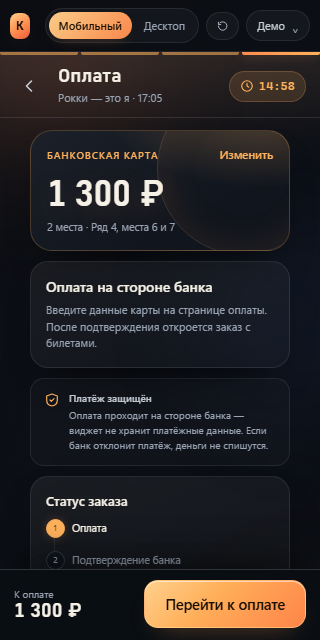 К
Мобильный
Десктоп
Демо
Оплата
Рокки — это я · 17:05
14:58
БАНКОВСКАЯ КАРТА
Изменить
1 300 ₽
2 места · Ряд 4, места 6 и 7
Оплата на стороне банка
Введите данные карты на странице оплаты.
После подтверждения откроется заказ с
билетами.
Платёж защищён
Оплата проходит на стороне банка —
виджет не хранит платёжные данные. Если
банк отклонит платёж, деньги не спишутся.
Статус заказа
1 Оплата
2 Подтверждение банка
К оплате
1 300 ₽
Перейти к оплате